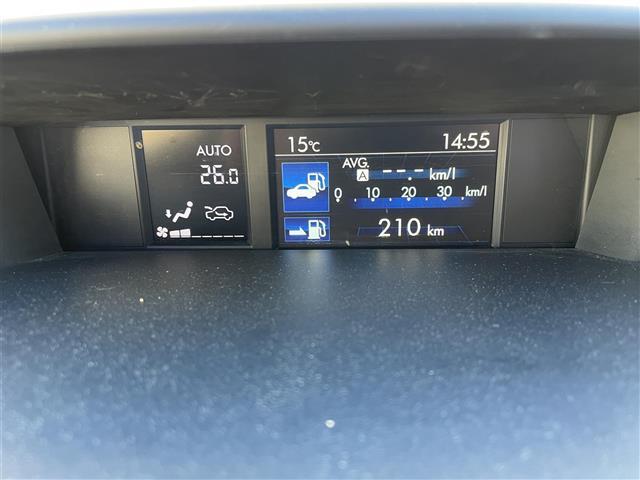 AUTO
26.0
15℃ 14:55
AVG.
A --.- km/l
0 10 20 30 km/l
210 km